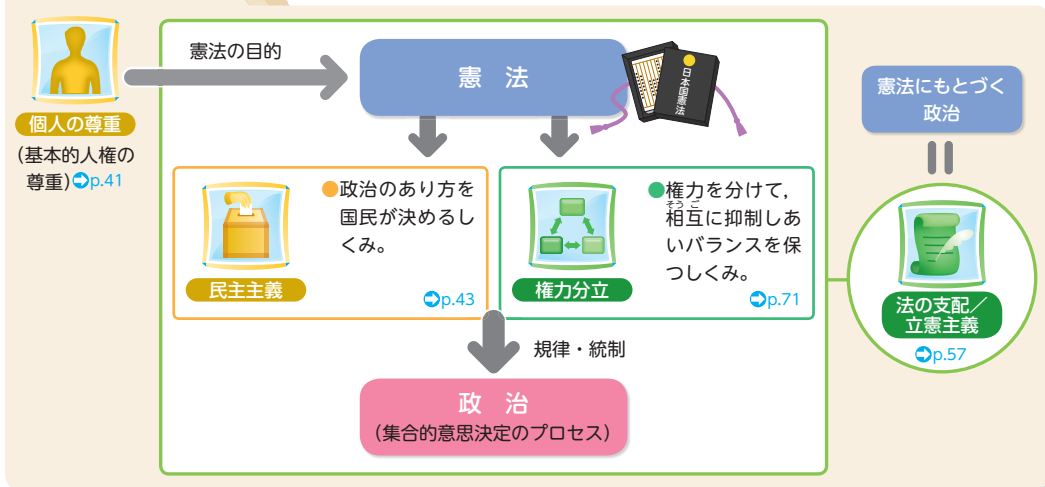 憲法の目的
個人の尊重
(基本的人権の
尊重)p.41
憲 法
日本国憲法
民主主義
●政治のあり方を
国民が決めるし
くみ。
p.43
権力分立
●権力を分けて，
相互に抑制しあ
そうご
いバランスを保
つしくみ。
p.71
規律・統制
政 治
(集合的意思決定のプロセス)
憲法にもとづく
政治
法の支配／
立憲主義
p.57